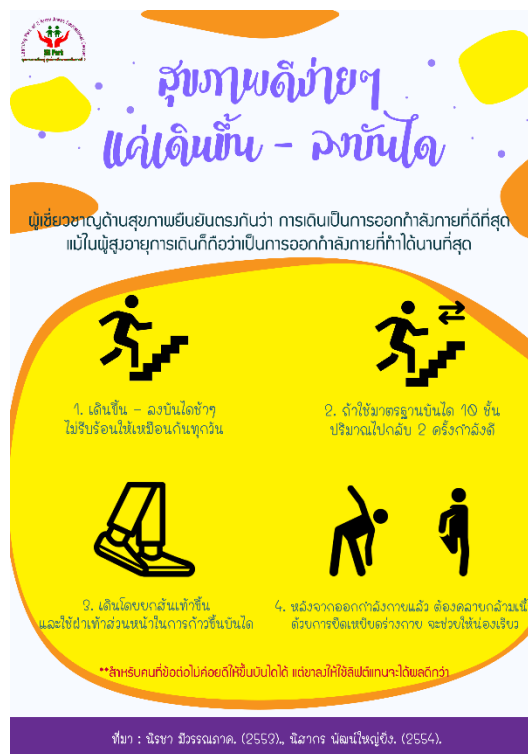 สุขภาพดีง่ายๆ
แค่เดินขึ้น - ลงบันได
ผู้เชี่ยวชาญด้านสุขภาพยืนยันตรงกันว่า การเดินเป็นการออกกำลังกายที่ดีที่สุด
แม้ในผู้สูงอายุการเดินก็ถือว่าเป็นการออกกำลังกายที่ทำได้นานที่สุด
1. เดินขึ้น - ลงบันไดช้าๆ
ไม่รีบร้อนให้เหมือนกันทุกวัน
2. ถ้าใช้มาตรฐานบันได 10 ชั้น
ปริมาณไปกลับ 2 ครั้งกำลังดี
3. เดินโดยยกส้นเท้าขึ้น
และใช้ฝ่าเท้าส่วนหน้าในการก้าวขึ้นบันได
4. หลังจากออกกำลังกายแล้ว ต้องคลายกล้ามเนื้
ด้วยการยืดเหยียดร่างกาย จะช่วยให้น่องเรียว
**สำหรับคนที่ข้อต่อไม่ค่อยดีให้ขึ้นบันไดได้ แต่ขาลงให้ใช้ลิฟต์แทนจะได้ผลดีกว่า
ที่มา : นิรชา มีวรรณภาค. (2553)., นิสากร พัฒน์ใหญ่ยิ่ง. (2554).